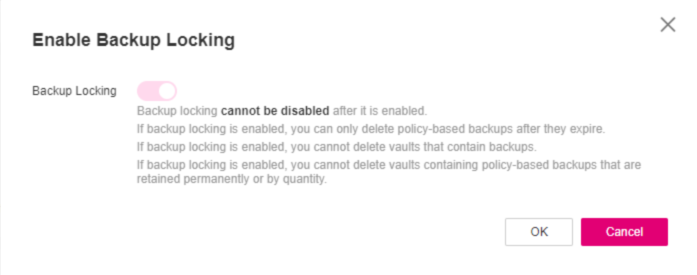 Enable Backup Locking
Backup Locking
Backup locking cannot be disabled after it is enabled.
If backup locking is enabled, you can only delete policy-based backups after they expire.
If backup locking is enabled, you cannot delete vaults that contain backups.
If backup locking is enabled, you cannot delete vaults containing policy-based backups that are
retained permanently or by quantity.
OK
Cancel